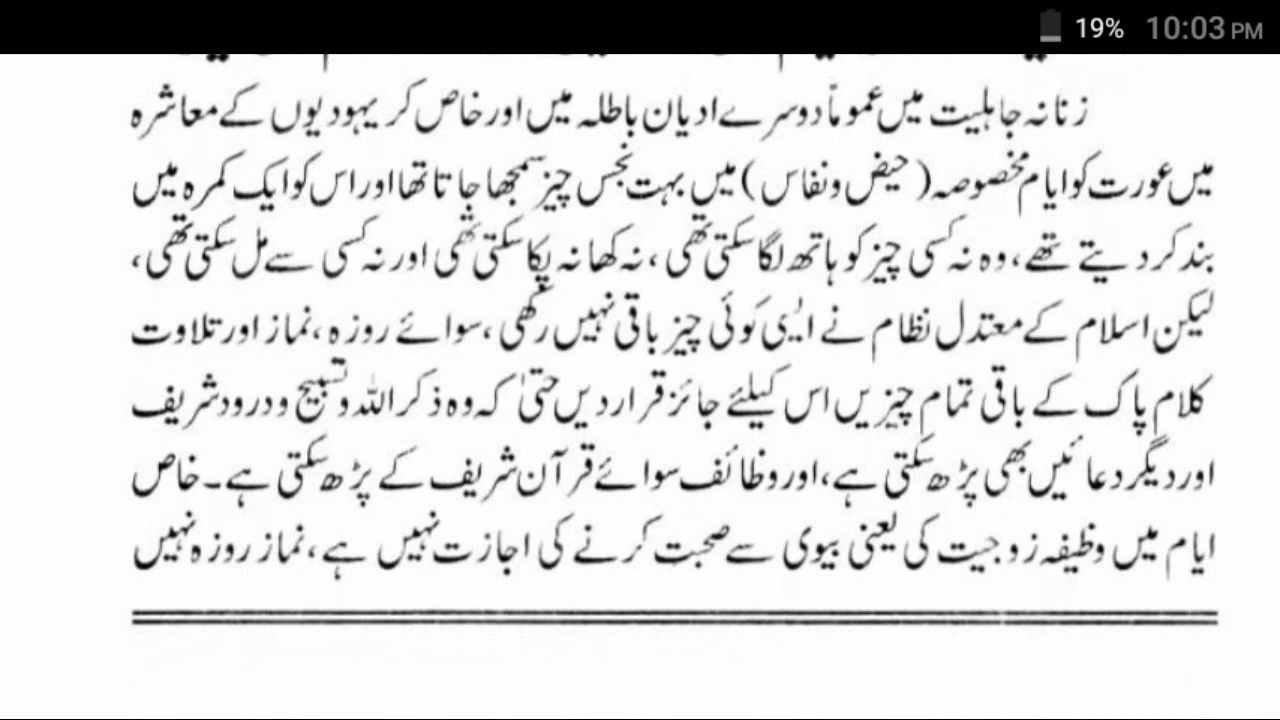 19% 10:03 PM
زنانہ جاہلیت میں عموماً دوسرے ادیان باطلہ میں اور خاص کر یہودیوں کے معاشرہ
میں عورت کو ایام مخصوصہ (حیض ونفاس) میں بہت نجس چیز سمجھا جاتا تھا اور اس کو ایک کمرہ میں
بند کر دیتے تھے، وہ نہ کسی چیز کو ہاتھ لگا سکتی تھی، نہ کھانہ پکا سکتی تھی اور نہ کسی سے مل سکتی تھی،
لیکن اسلام کے معتدل نظام نے ایسی کوئی چیز باقی نہیں رکھی، سوائے روزہ، نماز اور تلاوت
کلام پاک کے باقی تمام چیزیں اس کیلئے جائز قرار دیں حتیٰ کہ وہ ذکر اللہ وتسبیح ودرود شریف
اور دیگر دعائیں بھی پڑھ سکتی ہے، اور وظائف سوائے قرآن شریف کے پڑھ سکتی ہے۔ خاص
ایام میں وظیفہ زوجیت کی یعنی بیوی سے صحبت کرنے کی اجازت نہیں ہے، نماز روزہ نہیں